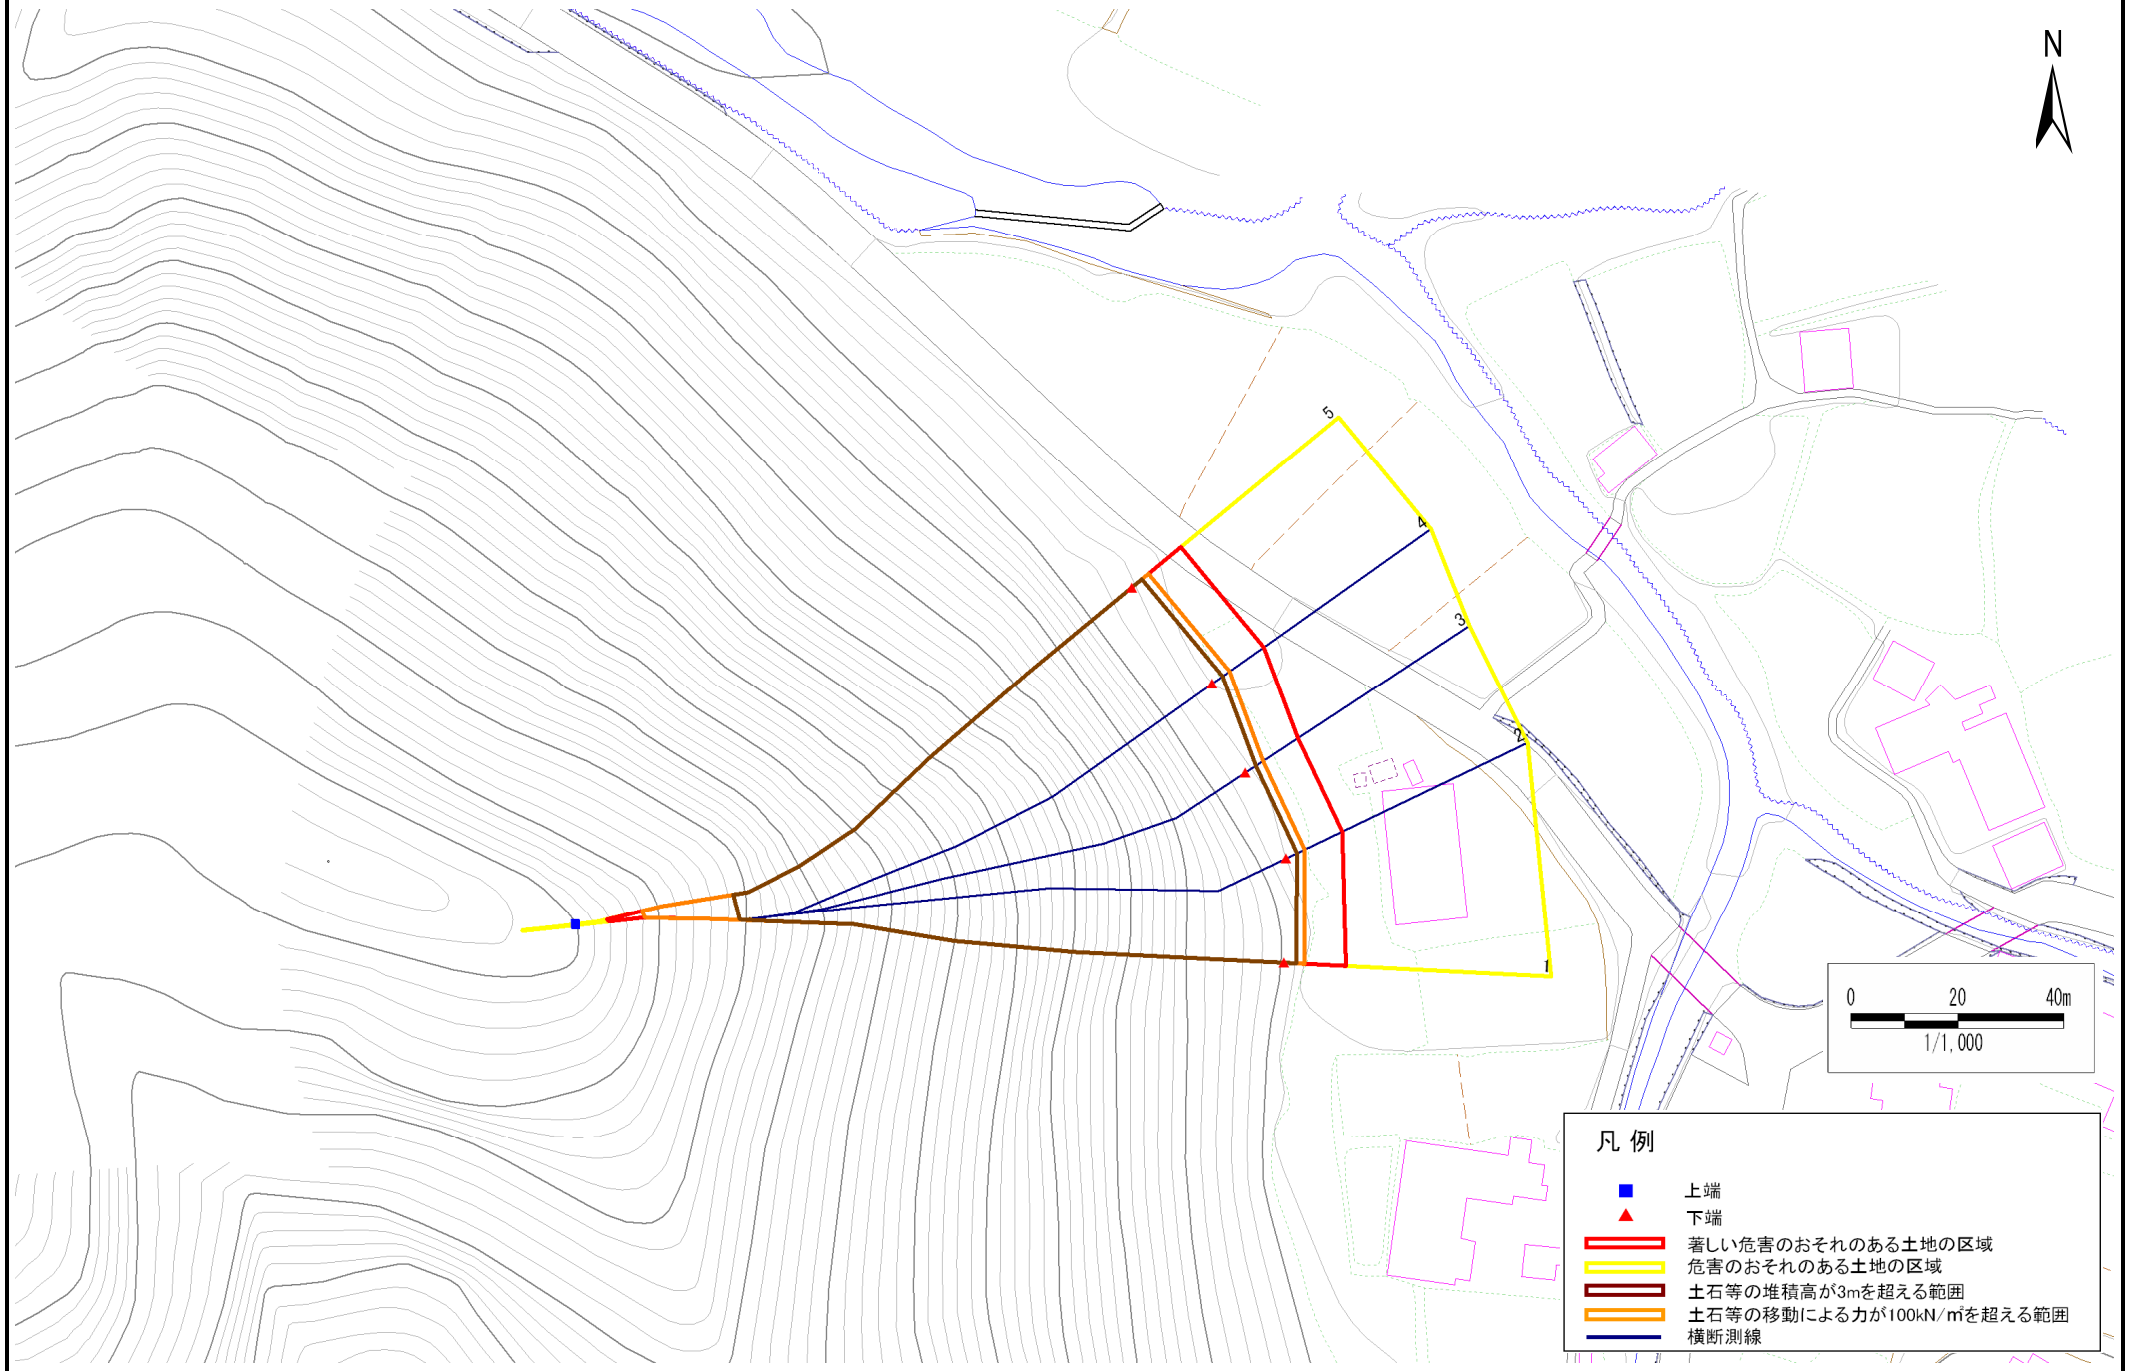 N
5
4
3
2
1
0 20 40m
1/1,000
凡 例
上端
下端
著しい危害のおそれのある土地の区域
危害のおそれのある土地の区域
土石等の堆積高が3mを超える範囲
土石等の移動による力が100kN/㎡を超える範囲
横断測線